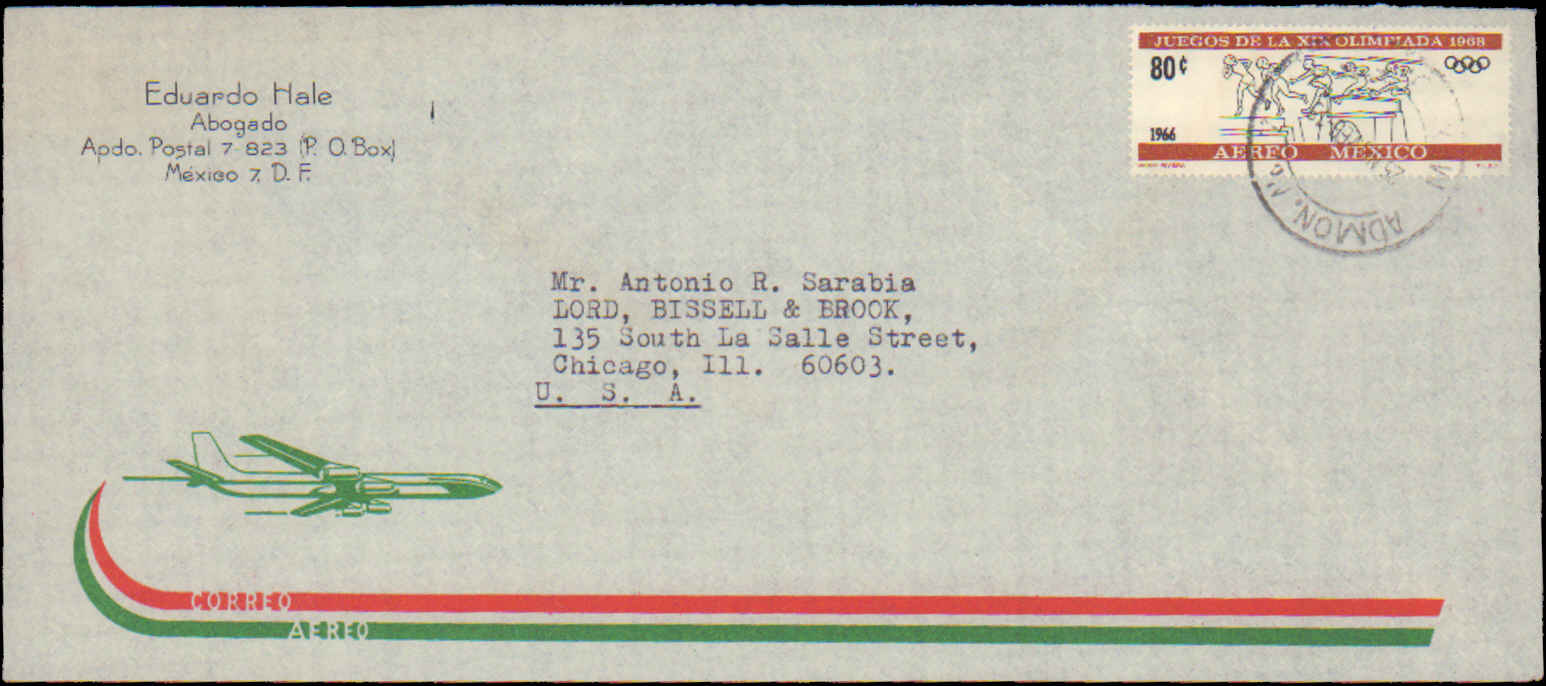 Eduardo Hale
Abogado
Apdo. Postal 7-823 (P. O. Box)
México 7, D. F.
JUEGOS DE LA XIX OLIMPIADA 1968
80¢
1966
AEREO MEXICO
ADMON.
Mr. Antonio R. Sarabia
LORD, BISSELL & BROOK,
135 South La Salle Street,
Chicago, Ill. 60603.
U. S. A.
CORREO
AEREO